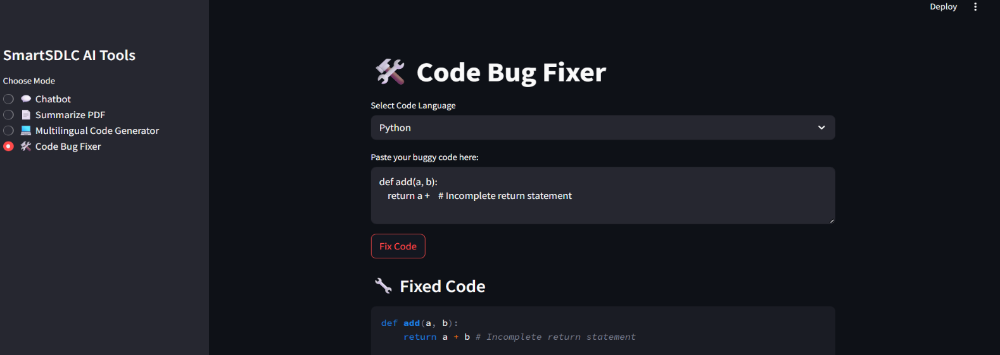 Deploy
SmartSDLC AI Tools
Choose Mode
💬 Chatbot
📄 Summarize PDF
💻 Multilingual Code Generator
🛠️ Code Bug Fixer
🛠️ Code Bug Fixer
Select Code Language
Python
Paste your buggy code here:
def add(a, b):
    return a +    # Incomplete return statement
Fix Code
🔧 Fixed Code
def add(a, b):
    return a + b # Incomplete return statement